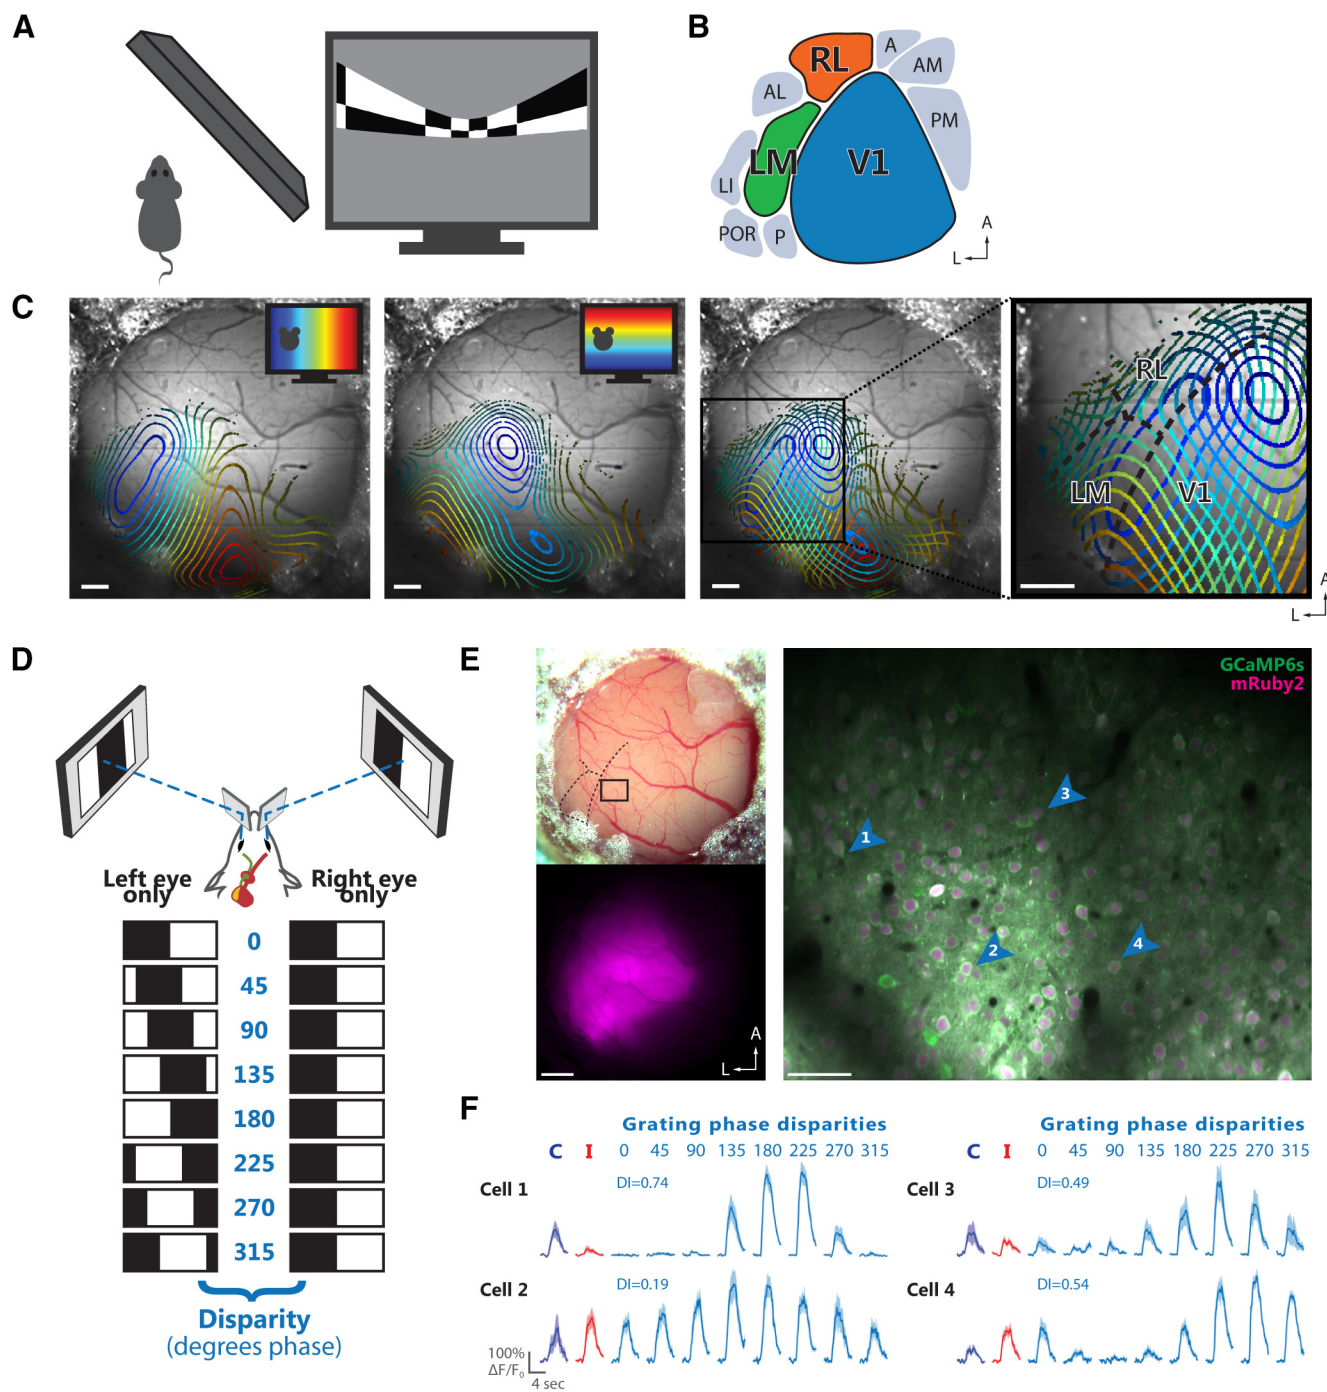 A
B
RL
A
AM
AL
PM
LM
V1
LI
POR
P
A
L
C
RL
LM
V1
A
L
D
Left eye only
Right eye only
0
45
90
135
180
225
270
315
Disparity
(degrees phase)
E
GCaMP6s
mRuby2
1
2
3
4
A
L
F
Grating phase disparities
C I 0 45 90 135 180 225 270 315
Cell 1
DI=0.74
Cell 2
DI=0.19
100%
ΔF/F₀
4 sec
Grating phase disparities
C I 0 45 90 135 180 225 270 315
Cell 3
DI=0.49
Cell 4
DI=0.54